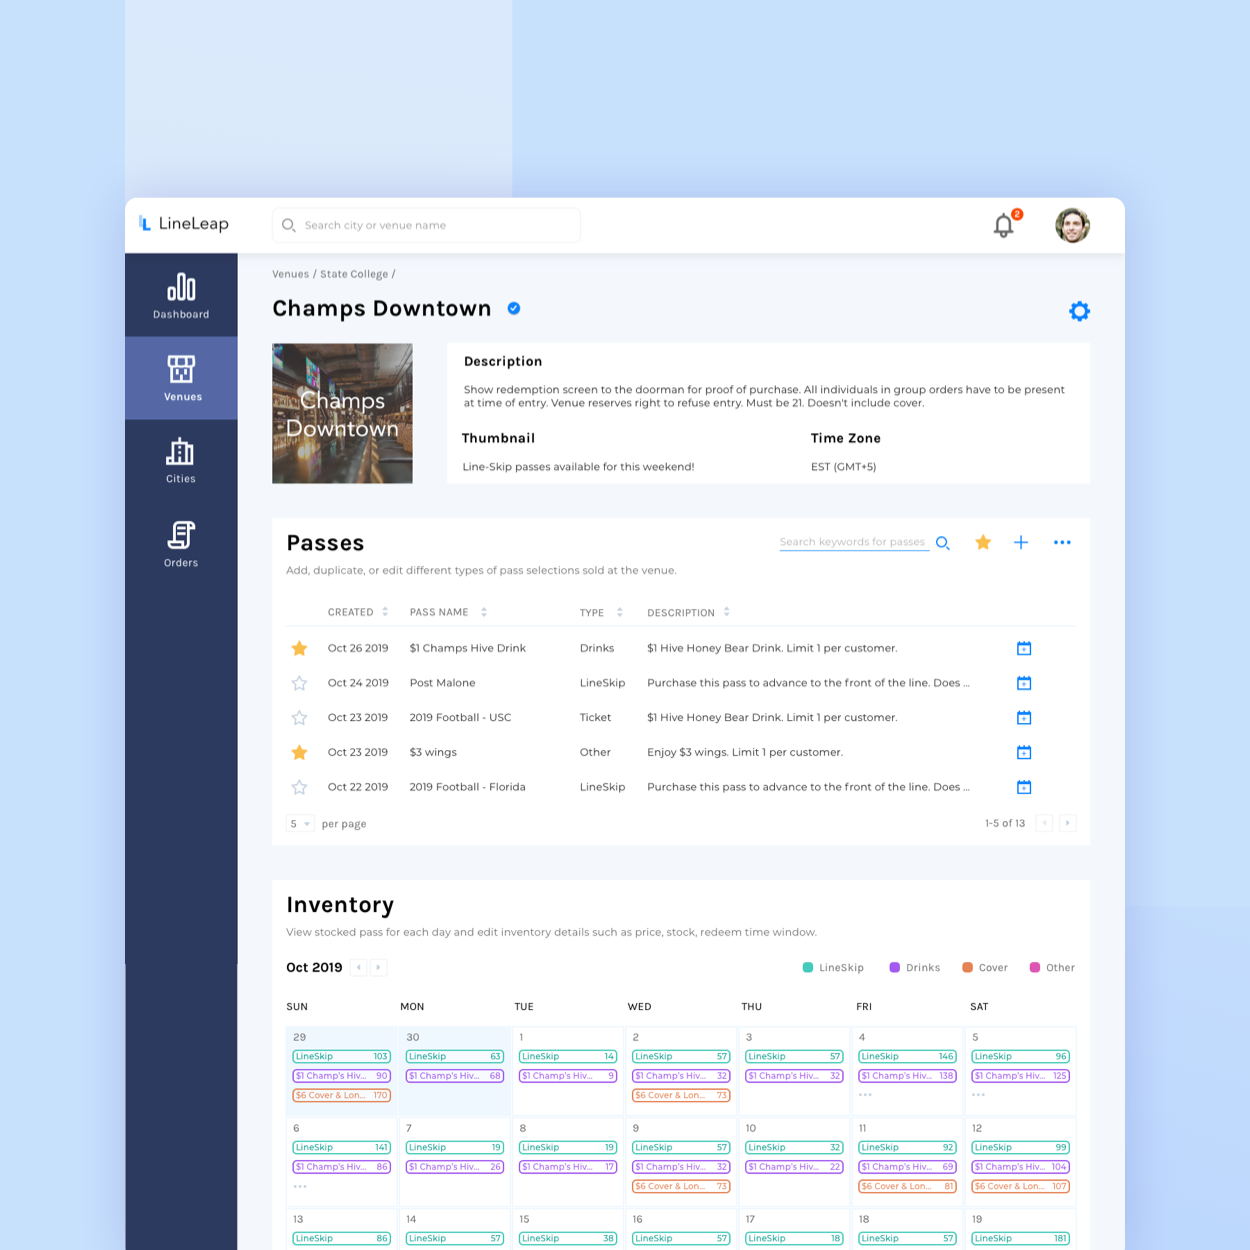 LineLeap
Search city or venue name
2
Dashboard
Venues
Cities
Orders
Venues / State College /
Champs Downtown
Champs
Downtown
Description
Show redemption screen to the doorman for proof of purchase. All individuals in group orders have to be present
at time of entry. Venue reserves right to refuse entry. Must be 21. Doesn't include cover.
Thumbnail
Time Zone
Line-Skip passes available for this weekend!
EST (GMT+5)
Passes
Search keywords for passes
Add, duplicate, or edit different types of pass selections sold at the venue.
CREATED PASS NAME TYPE DESCRIPTION
Oct 26 2019 $1 Champs Hive Drink Drinks $1 Hive Honey Bear Drink. Limit 1 per customer.
Oct 24 2019 Post Malone LineSkip Purchase this pass to advance to the front of the line. Does ...
Oct 23 2019 2019 Football - USC Ticket $1 Hive Honey Bear Drink. Limit 1 per customer.
Oct 23 2019 $3 wings Other Enjoy $3 wings. Limit 1 per customer.
Oct 22 2019 2019 Football - Florida LineSkip Purchase this pass to advance to the front of the line. Does ...
5 per page
1-5 of 13
Inventory
View stocked pass for each day and edit inventory details such as price, stock, redeem time window.
Oct 2019
LineSkip Drinks Cover Other
SUN MON TUE WED THU FRI SAT
29 30 1 2 3 4 5
LineSkip 103 LineSkip 63 LineSkip 14 LineSkip 57 LineSkip 57 LineSkip 146 LineSkip 96
$1 Champ's Hiv... 90 $1 Champ's Hiv... 68 $1 Champ's Hiv... 9 $1 Champ's Hiv... 32 $1 Champ's Hiv... 32 $1 Champ's Hiv... 138 $1 Champ's Hiv... 125
$6 Cover & Lon... 170 $6 Cover & Lon... 73 ... ...
6 7 8 9 10 11 12
LineSkip 141 LineSkip 19 LineSkip 19 LineSkip 57 LineSkip 32 LineSkip 92 LineSkip 99
$1 Champ's Hiv... 86 $1 Champ's Hiv... 26 $1 Champ's Hiv... 17 $1 Champ's Hiv... 32 $1 Champ's Hiv... 22 $1 Champ's Hiv... 69 $1 Champ's Hiv... 104
... $6 Cover & Lon... 73 $6 Cover & Lon... 81 $6 Cover & Lon... 107
13 14 15 16 17 18 19
LineSkip 86 LineSkip 57 LineSkip 38 LineSkip 57 LineSkip 18 LineSkip 57 LineSkip 181